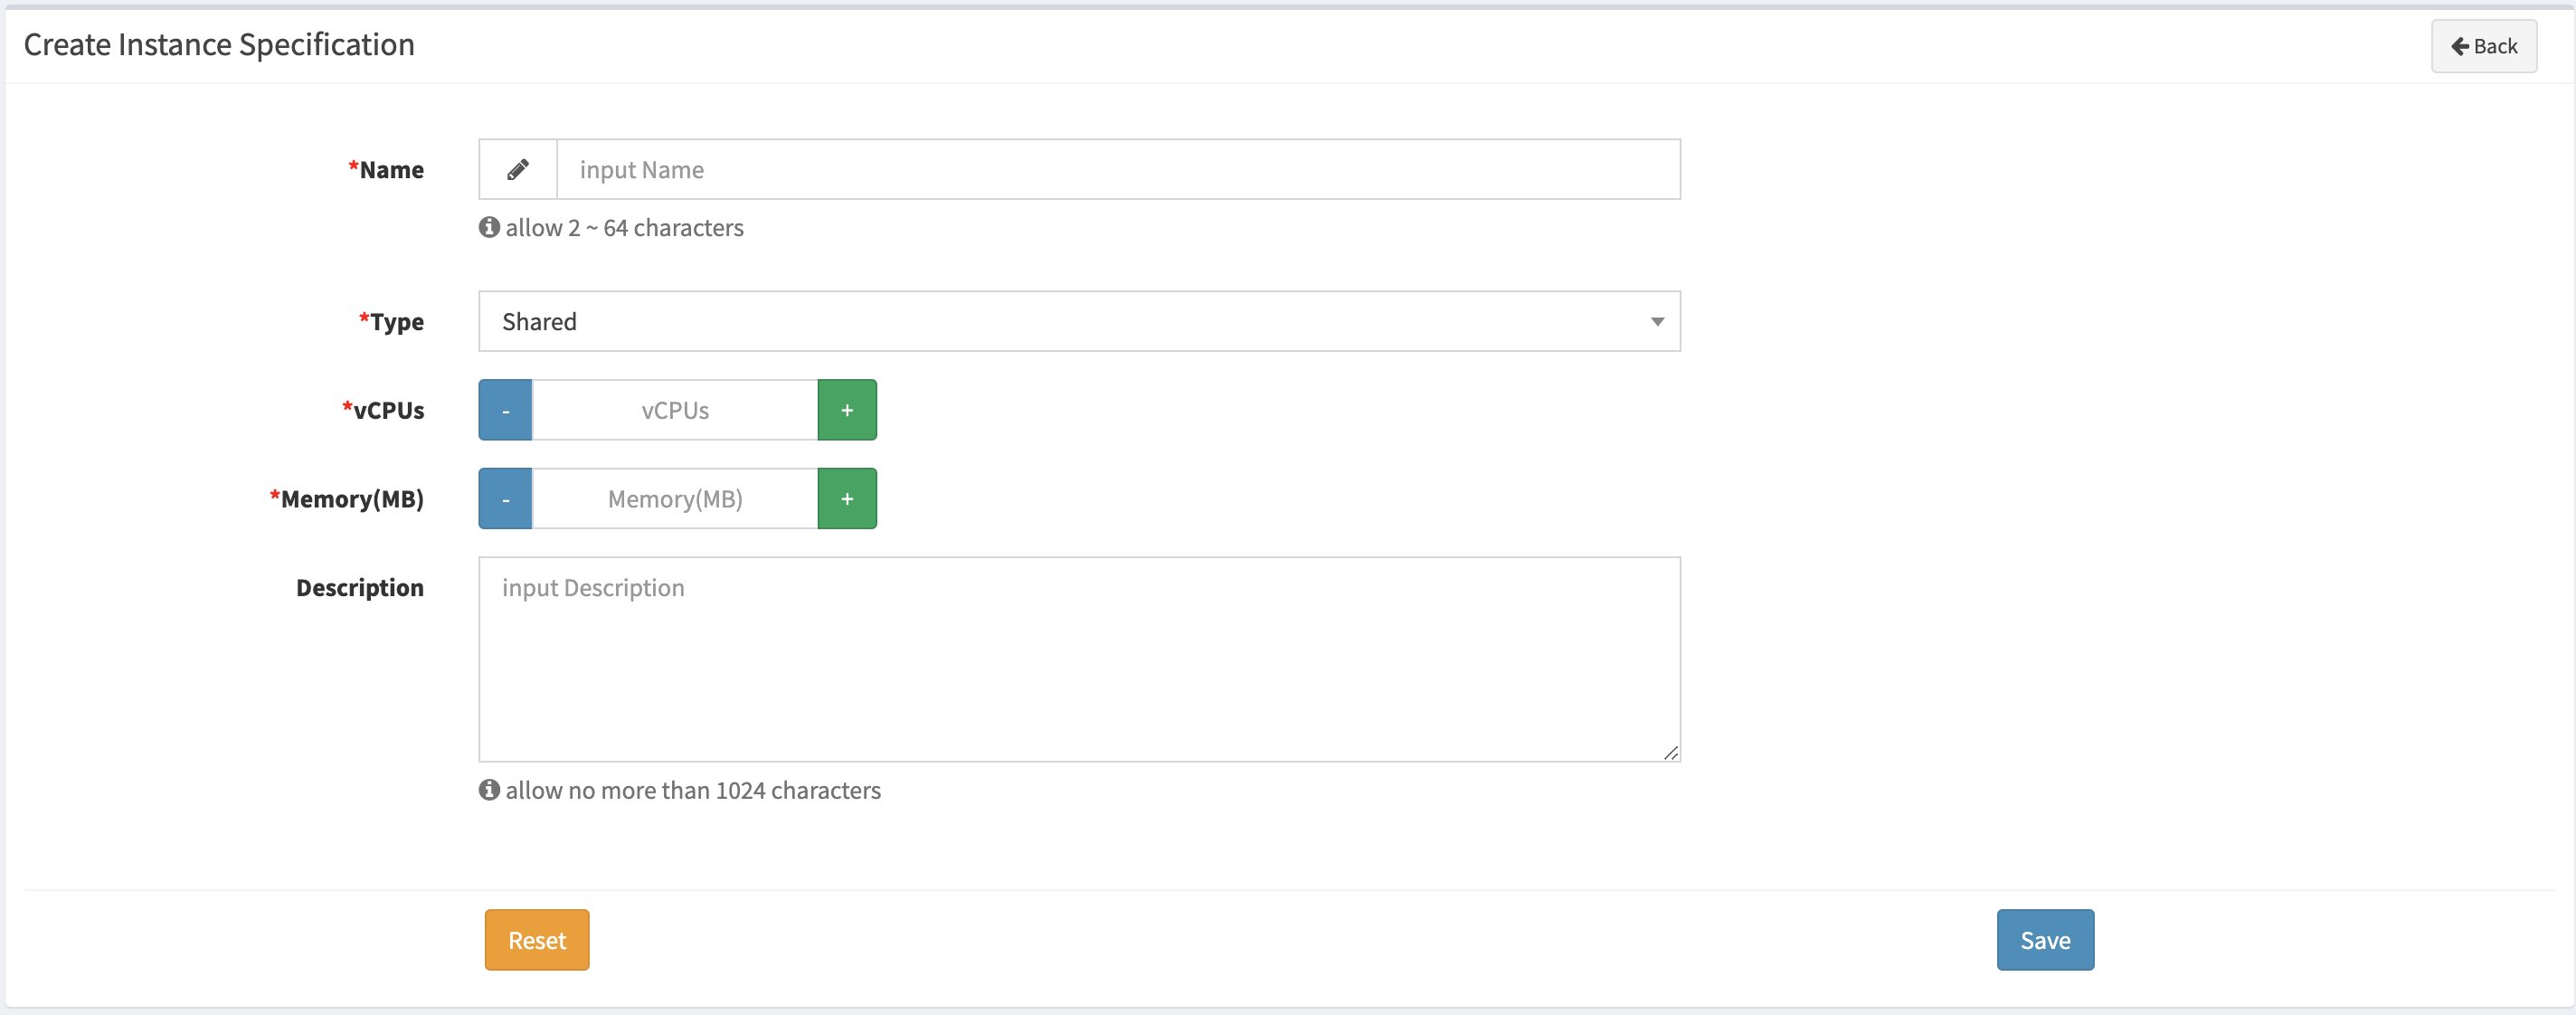 Create Instance Specification
Back
*Name
input Name
allow 2 ~ 64 characters
*Type
Shared
*vCPUs
-
vCPUs
+
*Memory(MB)
-
Memory(MB)
+
Description
input Description
allow no more than 1024 characters
Reset
Save